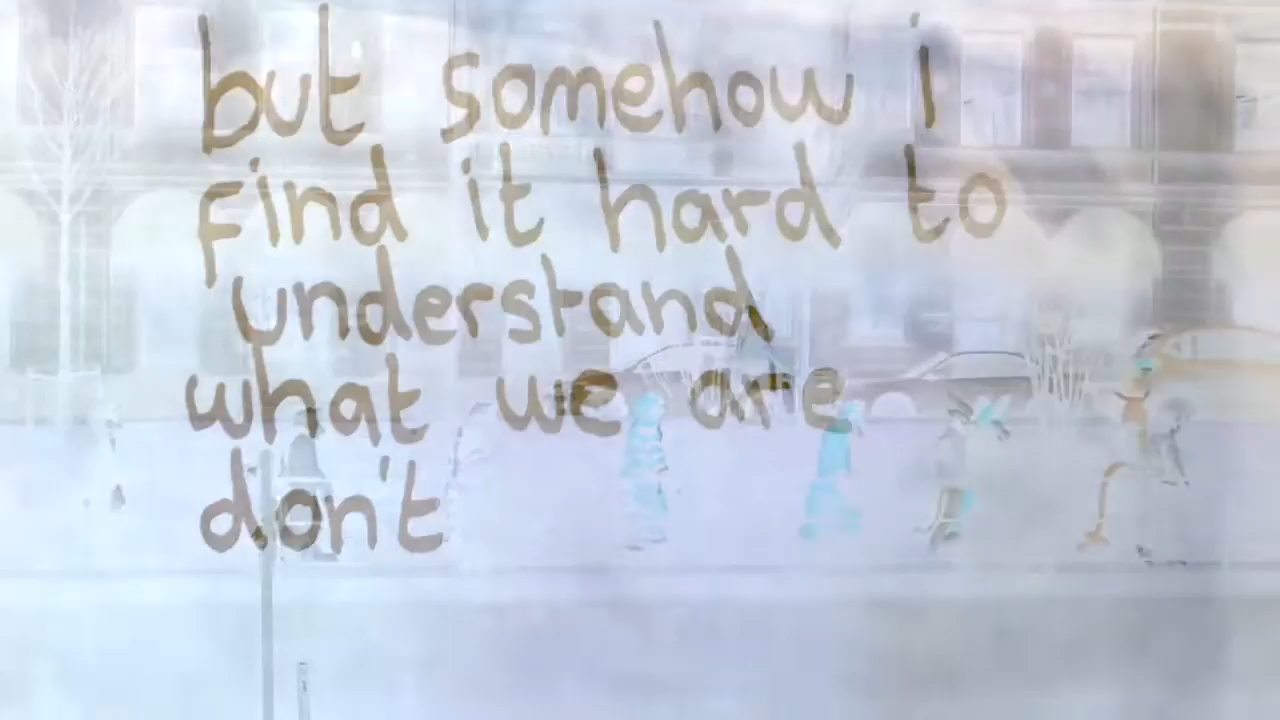 but somehow i
find it hard to
understand
what we are
don't